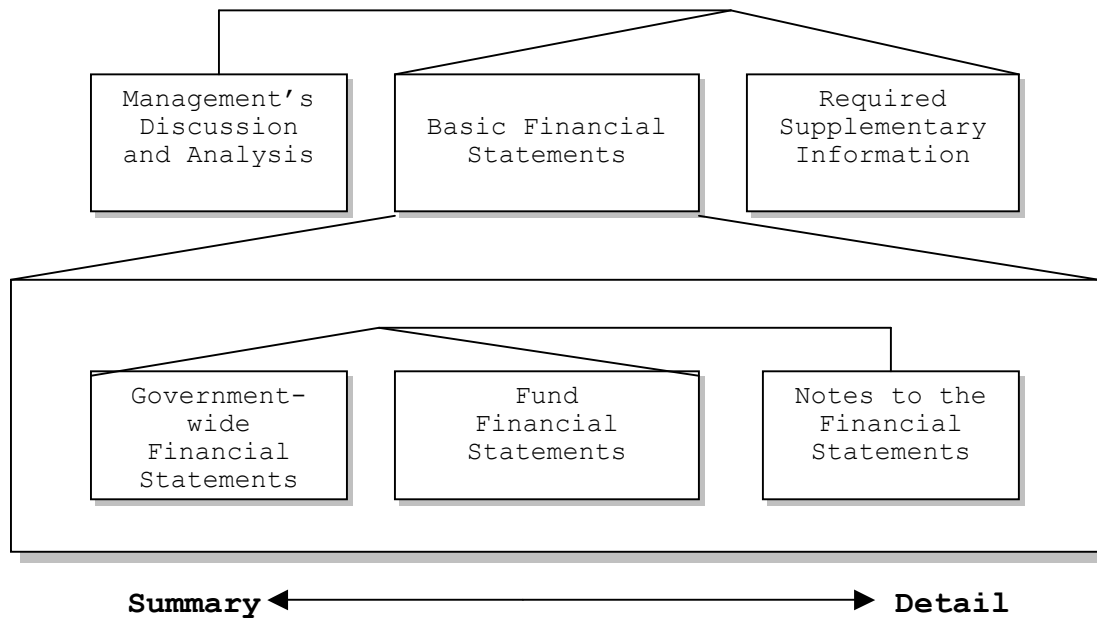 Management’s
Discussion
and Analysis
Basic Financial
Statements
Required
Supplementary
Information
Government-
wide
Financial
Statements
Fund
Financial
Statements
Notes to the
Financial
Statements
Summary
Detail